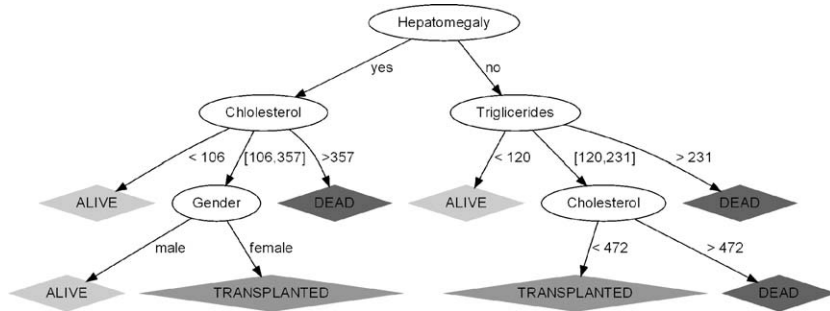 Hepatomegaly
yes
no
Chlolesterol
Triglicerides
< 106
[106,357]
>357
< 120
[120,231]
> 231
ALIVE
Gender
DEAD
ALIVE
Cholesterol
DEAD
male
female
< 472
> 472
ALIVE
TRANSPLANTED
TRANSPLANTED
DEAD